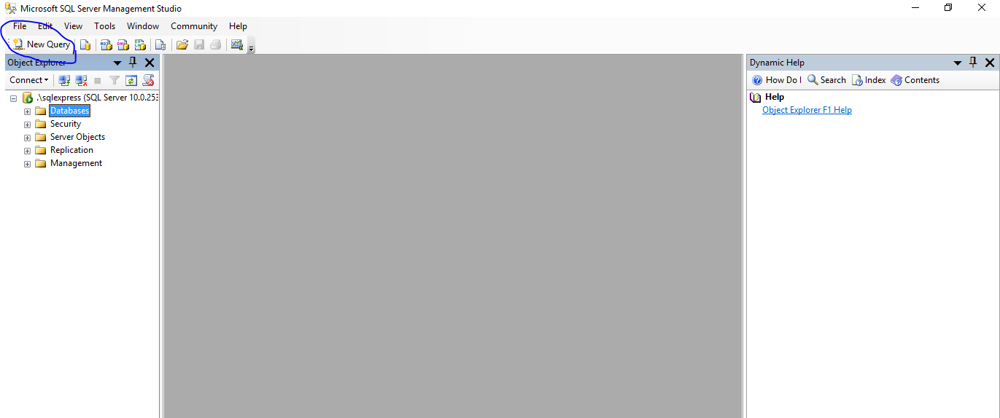 Microsoft SQL Server Management Studio
File Edit View Tools Window Community Help
New Query
Object Explorer
Connect
.\sqlexpress (SQL Server 10.0.253
Databases
Security
Server Objects
Replication
Management
Dynamic Help
How Do I Search Index Contents
Help
Object Explorer F1 Help